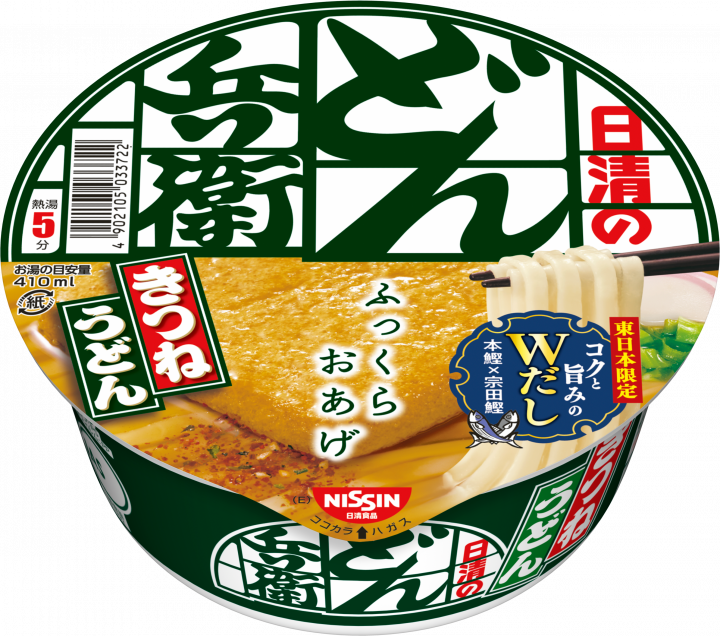 日清の
どん
兵衛
4 902105 033722
熱湯
5
分
お湯の目安量
410ml
紙
きつね
うどん
ふっくら
おあげ
東日本限定
コクと
旨みの
Wだし
本鰹×宗田鰹
(E)
NISSIN
日清食品
ココカラ↑ハガス
日清の
どん
兵衛
きつね
うどん